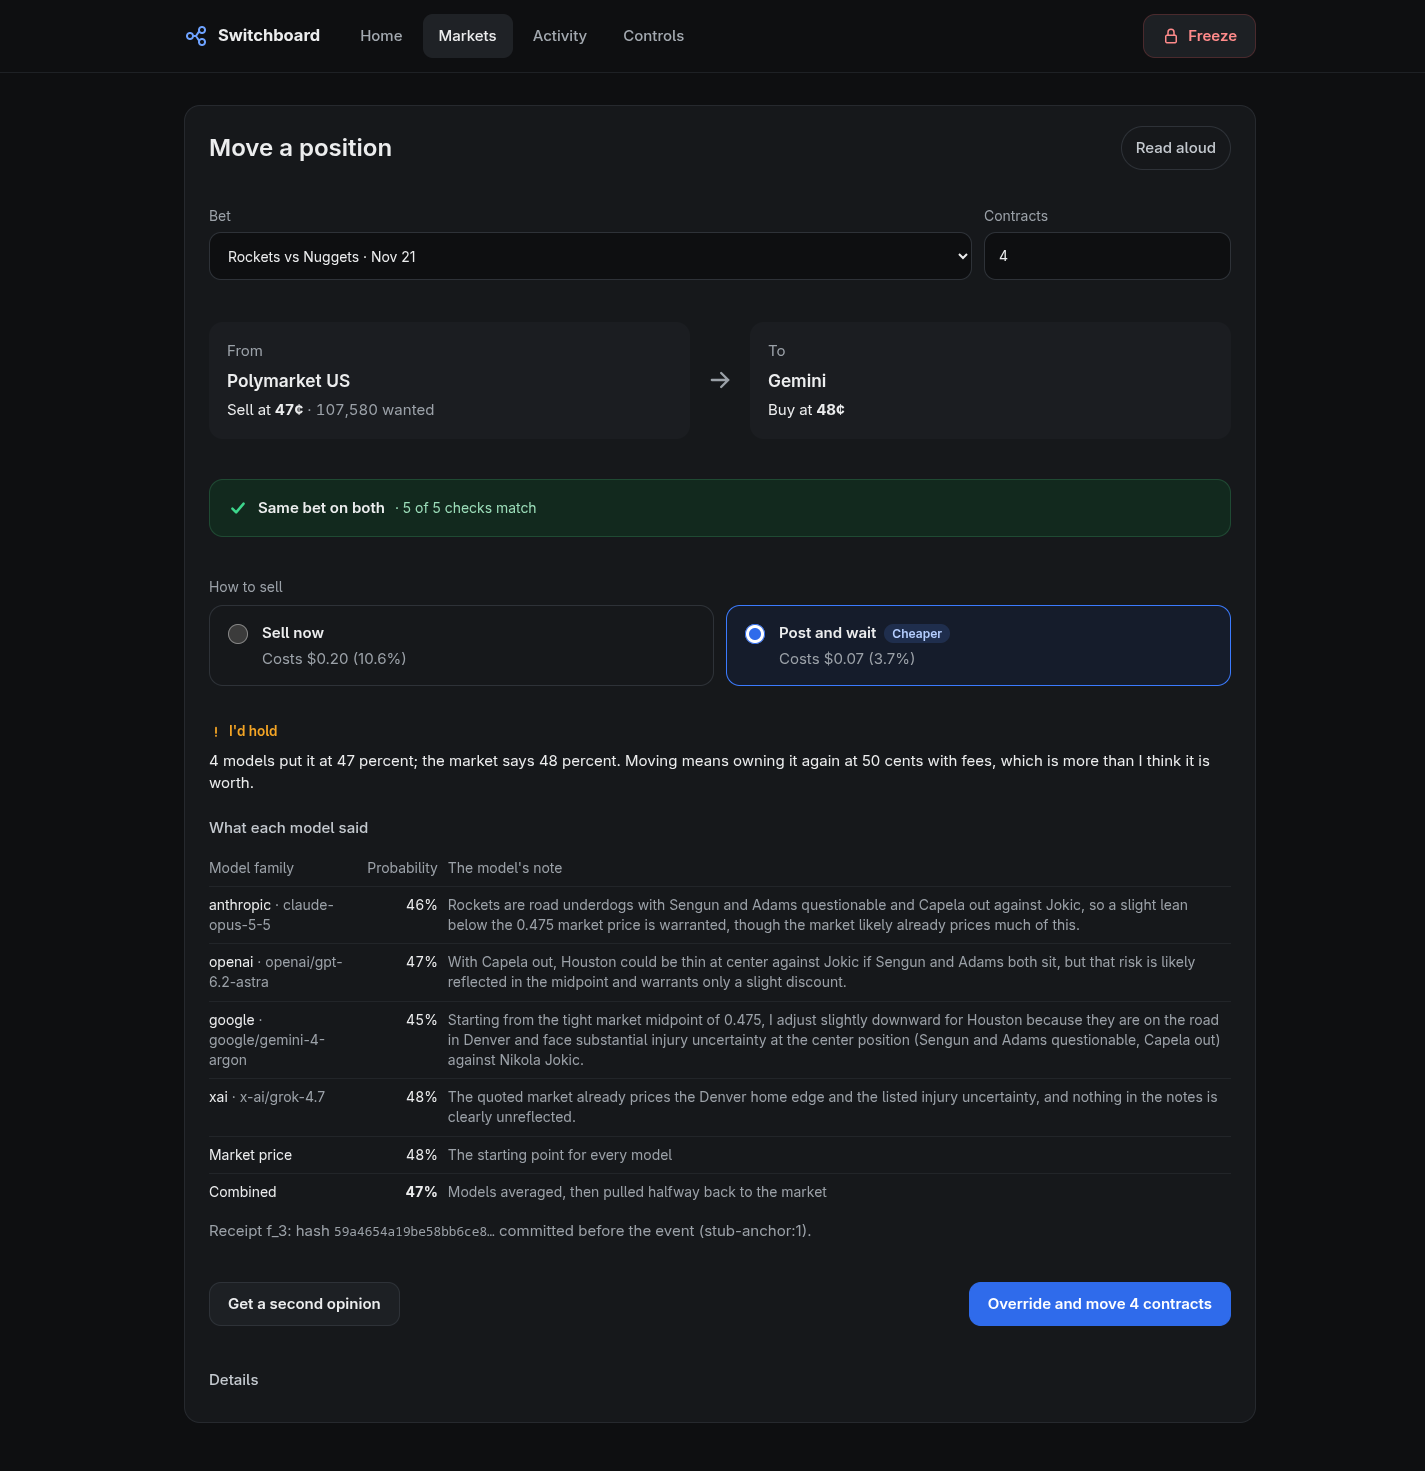 Switchboard
Home
Markets
Activity
Controls
Freeze
Move a position
Read aloud
Bet
Contracts
Rockets vs Nuggets · Nov 21
4
From
Polymarket US
Sell at 47¢ · 107,580 wanted
To
Gemini
Buy at 48¢
Same bet on both · 5 of 5 checks match
How to sell
Sell now
Costs $0.20 (10.6%)
Post and wait Cheaper
Costs $0.07 (3.7%)
! I'd hold
4 models put it at 47 percent; the market says 48 percent. Moving means owning it again at 50 cents with fees, which is more than I think it is
worth.
What each model said
Model family Probability The model's note
anthropic · claude-
opus-5-5
46%
Rockets are road underdogs with Sengun and Adams questionable and Capela out against Jokic, so a slight lean
below the 0.475 market price is warranted, though the market likely already prices much of this.
openai · openai/gpt-
6.2-astra
47%
With Capela out, Houston could be thin at center against Jokic if Sengun and Adams both sit, but that risk is likely
reflected in the midpoint and warrants only a slight discount.
google ·
google/gemini-4-
argon
45%
Starting from the tight market midpoint of 0.475, I adjust slightly downward for Houston because they are on the road
in Denver and face substantial injury uncertainty at the center position (Sengun and Adams questionable, Capela out)
against Nikola Jokic.
xai · x-ai/grok-4.7
48%
The quoted market already prices the Denver home edge and the listed injury uncertainty, and nothing in the notes is
clearly unreflected.
Market price 48% The starting point for every model
Combined 47% Models averaged, then pulled halfway back to the market
Receipt f_3: hash 59a4654a19be58bb6ce8… committed before the event (stub-anchor:1).
Get a second opinion
Override and move 4 contracts
Details